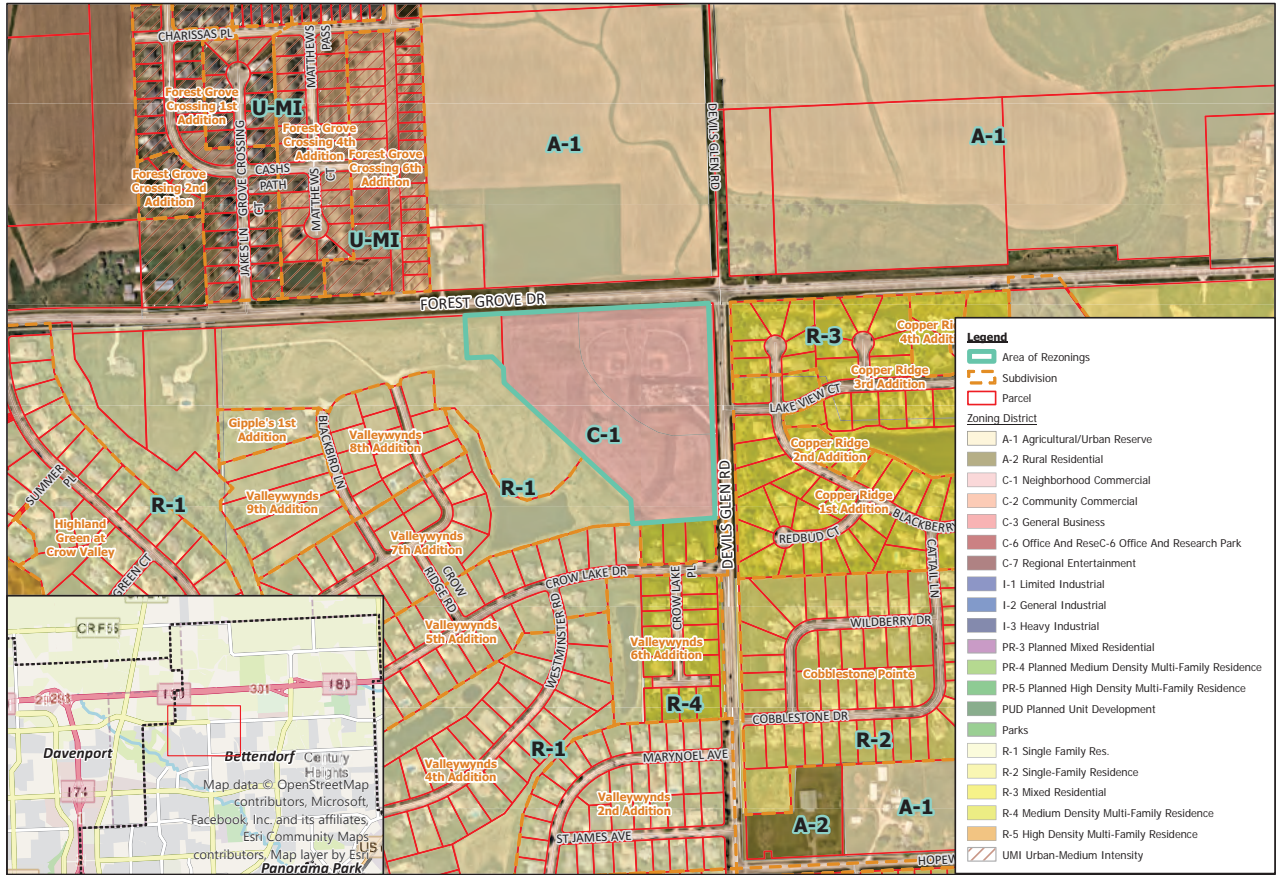 CHARISSAS PL
MATTHEWS
PASS
Forest Grove
Crossing 1st
Addition
U-MI
Forest Grove
Crossing 4th
Addition
Forest Grove
Crossing 6th
Addition
Forest Grove
Crossing 2nd
Addition
CASHS
PATH
JAKES LN
GROVE CROSSING
CT
MATTHEWS
CT
U-MI
A-1
DEVILS GLEN RD
A-1
FOREST GROVE DR
R-3
Copper Ri
4th Addit
Copper Ridge
3rd Addition
LAKE VIEW CT
Copper Ridge
2nd Addition
Copper Ridge
1st Addition
BLACKBERRY
REDBUD CT
CATTAIL LN
C-1
Gipple's 1st
Addition
BLACKBIRD LN
Valleywynds
8th Addition
R-1
Valleywynds
9th Addition
Valleywynds
7th Addition
SUMMER
PL
R-1
Highland
Green at
Crow Valley
GREEN CT
CROW
RIDGE RD
CROW LAKE DR
CROW LAKE
PL
DEVILS GLEN RD
Valleywynds
5th Addition
WESTMINSTER RD
Valleywynds
6th Addition
R-4
WILDBERRY DR
Cobblestone Pointe
COBBLESTONE DR
R-2
R-1
Valleywynds
4th Addition
MARYNOEL AVE
Valleywynds
2nd Addition
ST JAMES AVE
A-2
A-1
HOPEW
Legend
Area of Rezonings
Subdivision
Parcel
Zoning District
A-1 Agricultural/Urban Reserve
A-2 Rural Residential
C-1 Neighborhood Commercial
C-2 Community Commercial
C-3 General Business
C-6 Office And ReseC-6 Office And Research Park
C-7 Regional Entertainment
I-1 Limited Industrial
I-2 General Industrial
I-3 Heavy Industrial
PR-3 Planned Mixed Residential
PR-4 Planned Medium Density Multi-Family Residence
PR-5 Planned High Density Multi-Family Residence
PUD Planned Unit Development
Parks
R-1 Single Family Res.
R-2 Single-Family Residence
R-3 Mixed Residential
R-4 Medium Density Multi-Family Residence
R-5 High Density Multi-Family Residence
UMI Urban-Medium Intensity
Davenport
Bettendorf
Century
Heights
174
Map data © OpenStreetMap
contributors, Microsoft,
Facebook, Inc. and its affiliates,
Esri Community Maps
contributors, Map layer by Esri
US
Panorama Park